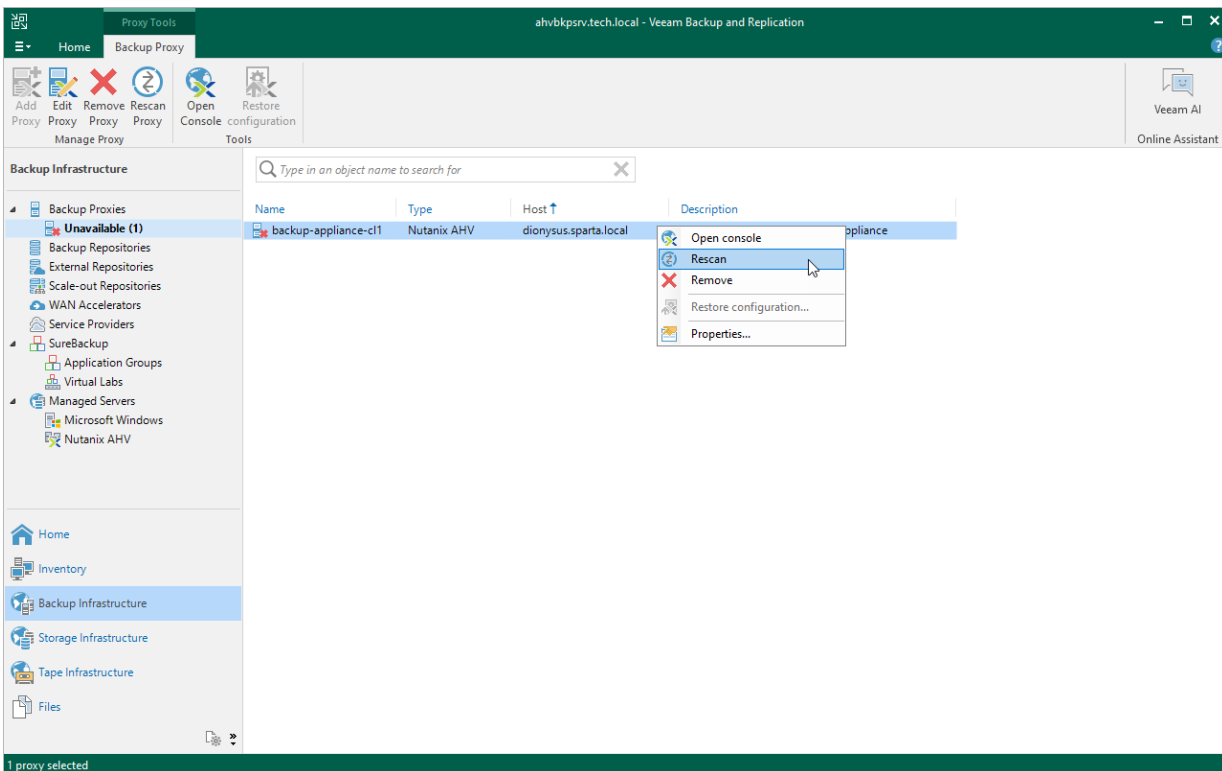 Proxy Tools
ahvbkpsrv.tech.local - Veeam Backup and Replication
Home
Backup Proxy
Add Proxy
Edit Proxy
Remove Proxy
Rescan Proxy
Open Console
Restore configuration
Manage Proxy
Tools
Veeam AI
Online Assistant
Backup Infrastructure
Type in an object name to search for
Backup Proxies
Unavailable (1)
Backup Repositories
External Repositories
Scale-out Repositories
WAN Accelerators
Service Providers
SureBackup
Application Groups
Virtual Labs
Managed Servers
Microsoft Windows
Nutanix AHV
Name Type Host Description
backup-appliance-cl1 Nutanix AHV dionysus.sparta.local
Open console
Rescan
Remove
Restore configuration...
Properties...
Home
Inventory
Backup Infrastructure
Storage Infrastructure
Tape Infrastructure
Files
1 proxy selected